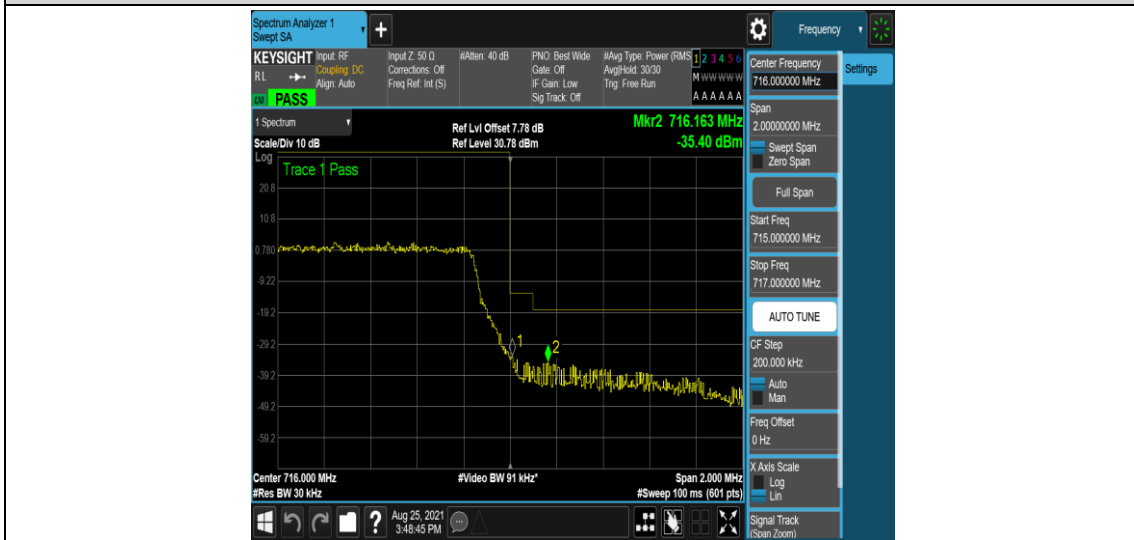 Spectrum Analyzer 1
Swept SA
+
Frequency
KEYSIGHT
RL
LXI PASS
Input: RF
Coupling: DC
Align: Auto
Input Z: 50 Ω
Corrections: Off
Freq Ref: Int (S)
#Atten: 40 dB
PNO: Best Wide
Gate: Off
IF Gain: Low
Sig Track: Off
#Avg Type: Power (RMS
Avg|Hold: 30/30
Trig: Free Run
1 2 3 4 5 6
M W W W W W
A A A A A A
1 Spectrum
Scale/Div 10 dB
Ref Lvl Offset 7.78 dB
Ref Level 30.78 dBm
Mkr2 716.163 MHz
-35.40 dBm
Log
Trace 1 Pass
20.8
10.8
0.780
-9.22
-19.2
-29.2
-39.2
-49.2
-59.2
1
2
Center 716.000 MHz
#Res BW 30 kHz
#Video BW 91 kHz*
Span 2.000 MHz
#Sweep 100 ms (601 pts)
?
Aug 25, 2021
3:48:45 PM
Center Frequency
716.000000 MHz
Span
2.00000000 MHz
Swept Span
Zero Span
Full Span
Start Freq
715.000000 MHz
Stop Freq
717.000000 MHz
AUTO TUNE
CF Step
200.000 kHz
Auto
Man
Freq Offset
0 Hz
X Axis Scale
Log
Lin
Signal Track
(Span Zoom)
Settings